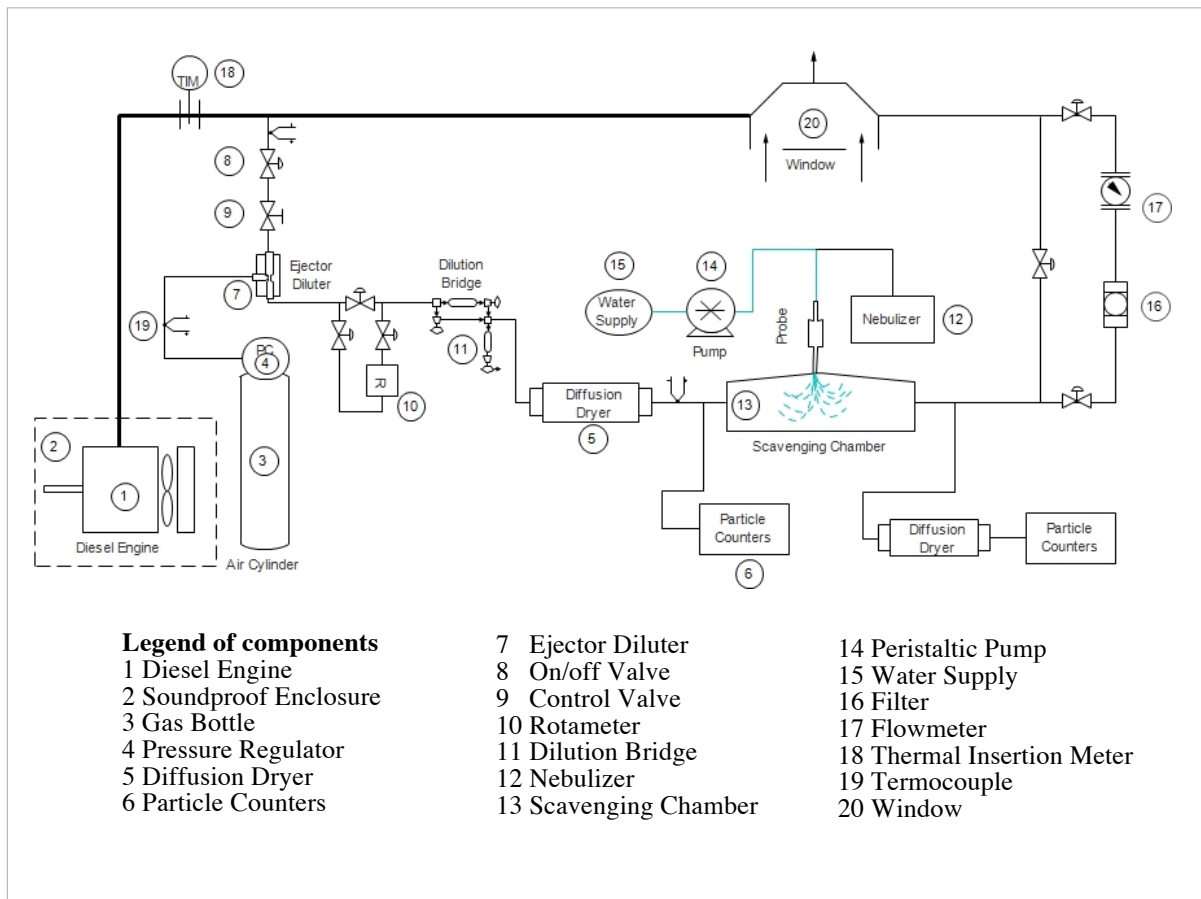 TIM
18
8
9
7
Ejector
Diluter
Dilution
Bridge
11
19
PC
4
3
Air Cylinder
R
10
2
1
Diesel Engine
Diffusion
Dryer
5
15
Water
Supply
14
Pump
Probe
Nebulizer
12
13
Scavenging Chamber
20
Window
17
16
Particle
Counters
6
Diffusion
Dryer
Particle
Counters
Legend of components
1 Diesel Engine
2 Soundproof Enclosure
3 Gas Bottle
4 Pressure Regulator
5 Diffusion Dryer
6 Particle Counters
7 Ejector Diluter
8 On/off Valve
9 Control Valve
10 Rotameter
11 Dilution Bridge
12 Nebulizer
13 Scavenging Chamber
14 Peristaltic Pump
15 Water Supply
16 Filter
17 Flowmeter
18 Thermal Insertion Meter
19 Termocouple
20 Window